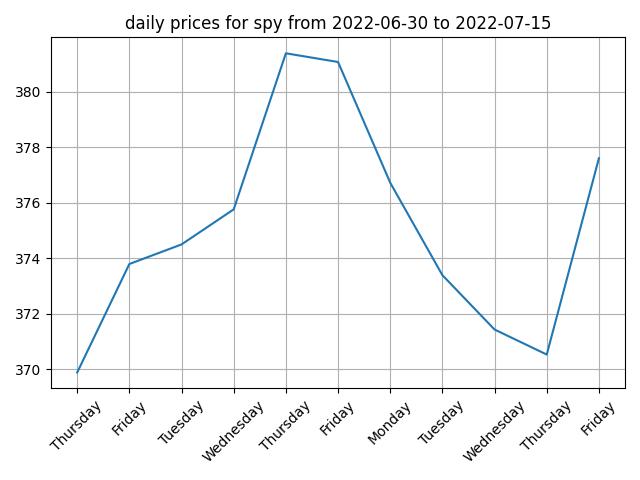 daily prices for spy from 2022-06-30 to 2022-07-15
380
378
376
374
372
370
Thursday
Friday
Tuesday
Wednesday
Thursday
Friday
Monday
Tuesday
Wednesday
Thursday
Friday